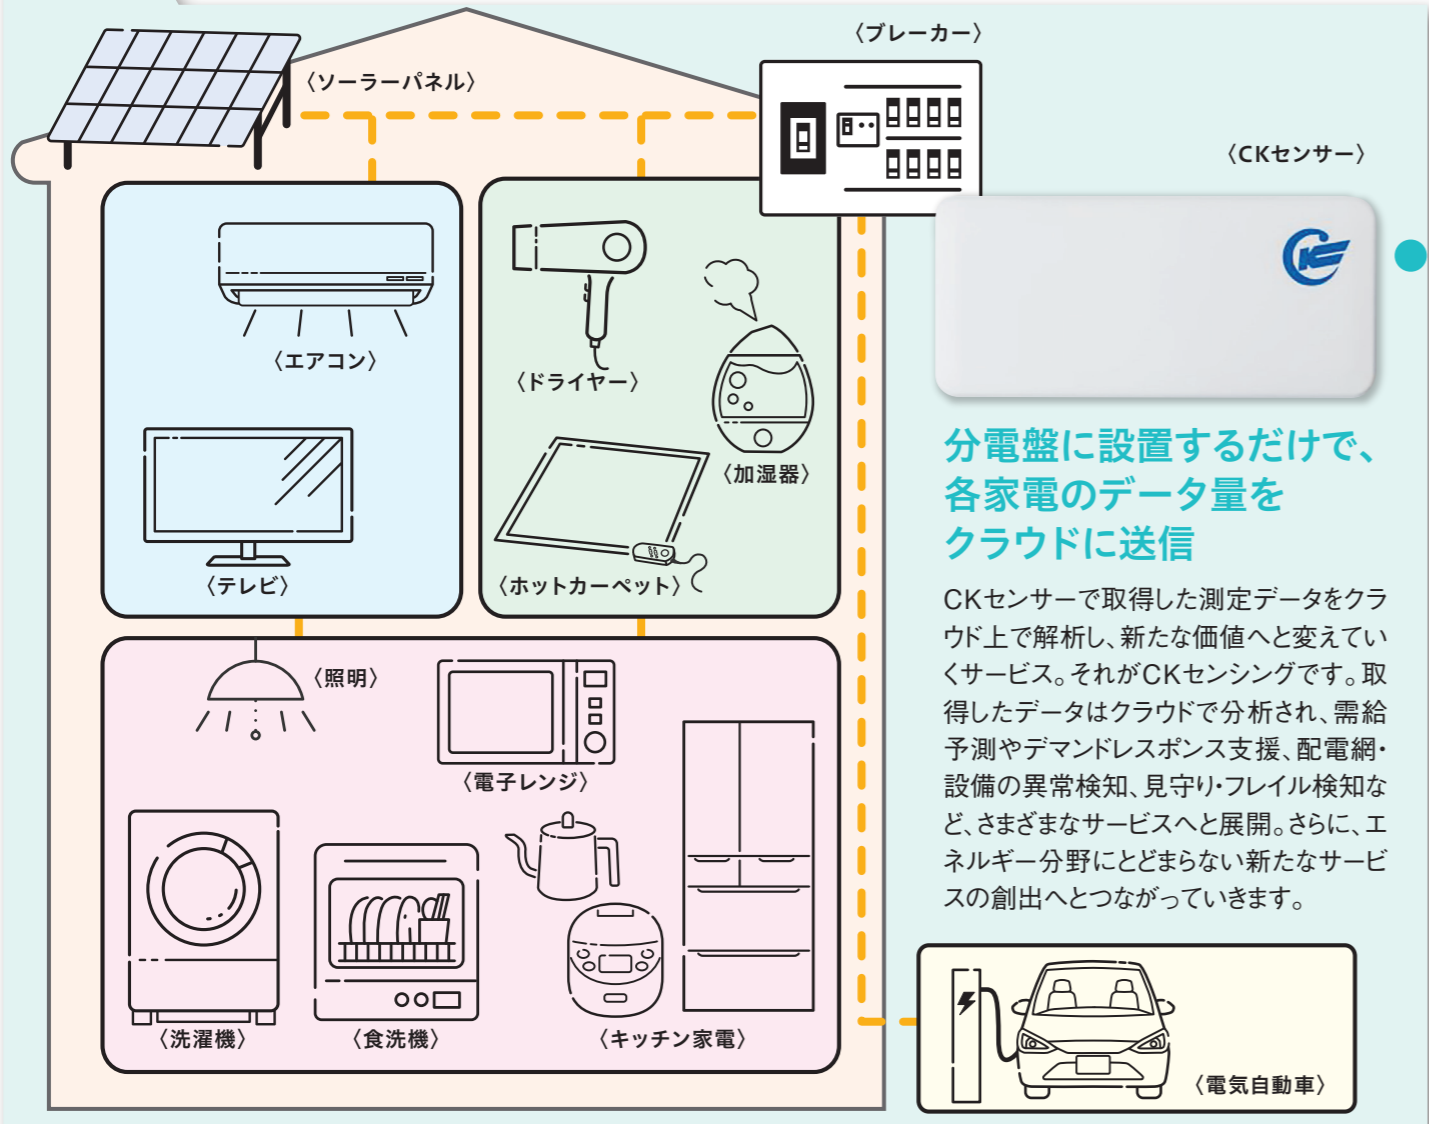 〈ブレーカー〉
〈ソーラーパネル〉
〈CKセンサー〉
〈エアコン〉
〈ドライヤー〉
〈加湿器〉
〈テレビ〉
〈ホットカーペット〉
〈照明〉
〈電子レンジ〉
〈洗濯機〉
〈食洗機〉
〈キッチン家電〉
分電盤に設置するだけで、
各家電のデータ量を
クラウドに送信
CKセンサーで取得した測定データをクラ
ウド上で解析し、新たな価値へと変えてい
くサービス。それがCKセンシングです。取
得したデータはクラウドで分析され、需給
予測やデマンドレスポンス支援、配電網・
設備の異常検知、見守り・フレイル検知な
ど、さまざまなサービスへと展開。さらに、エ
ネルギー分野にとどまらない新たなサービ
スの創出へとつながっていきます。
〈電気自動車〉